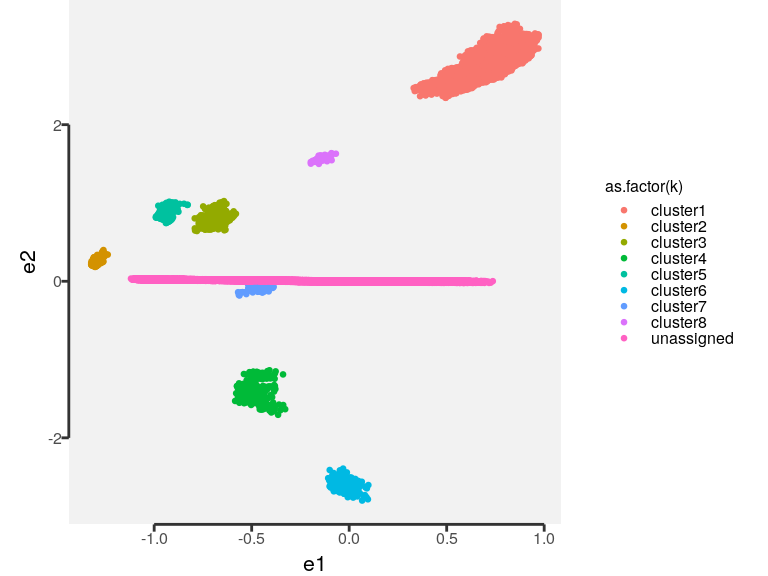 e2
2
0
-2
-1.0 -0.5 0.0 0.5 1.0
e1
as.factor(k)
cluster1
cluster2
cluster3
cluster4
cluster5
cluster6
cluster7
cluster8
unassigned